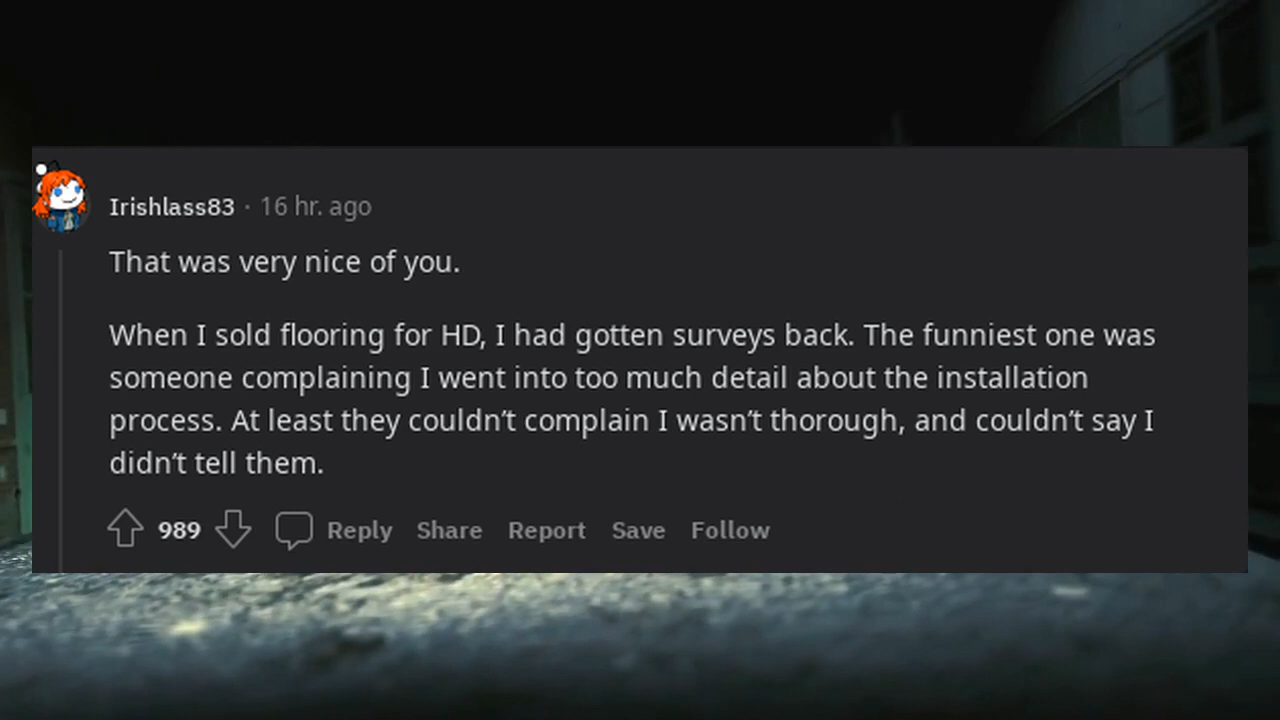 Irishlass83 · 16 hr. ago
That was very nice of you.
When I sold flooring for HD, I had gotten surveys back. The funniest one was
someone complaining I went into too much detail about the installation
process. At least they couldn’t complain I wasn’t thorough, and couldn’t say I
didn’t tell them.
989 Reply Share Report Save Follow